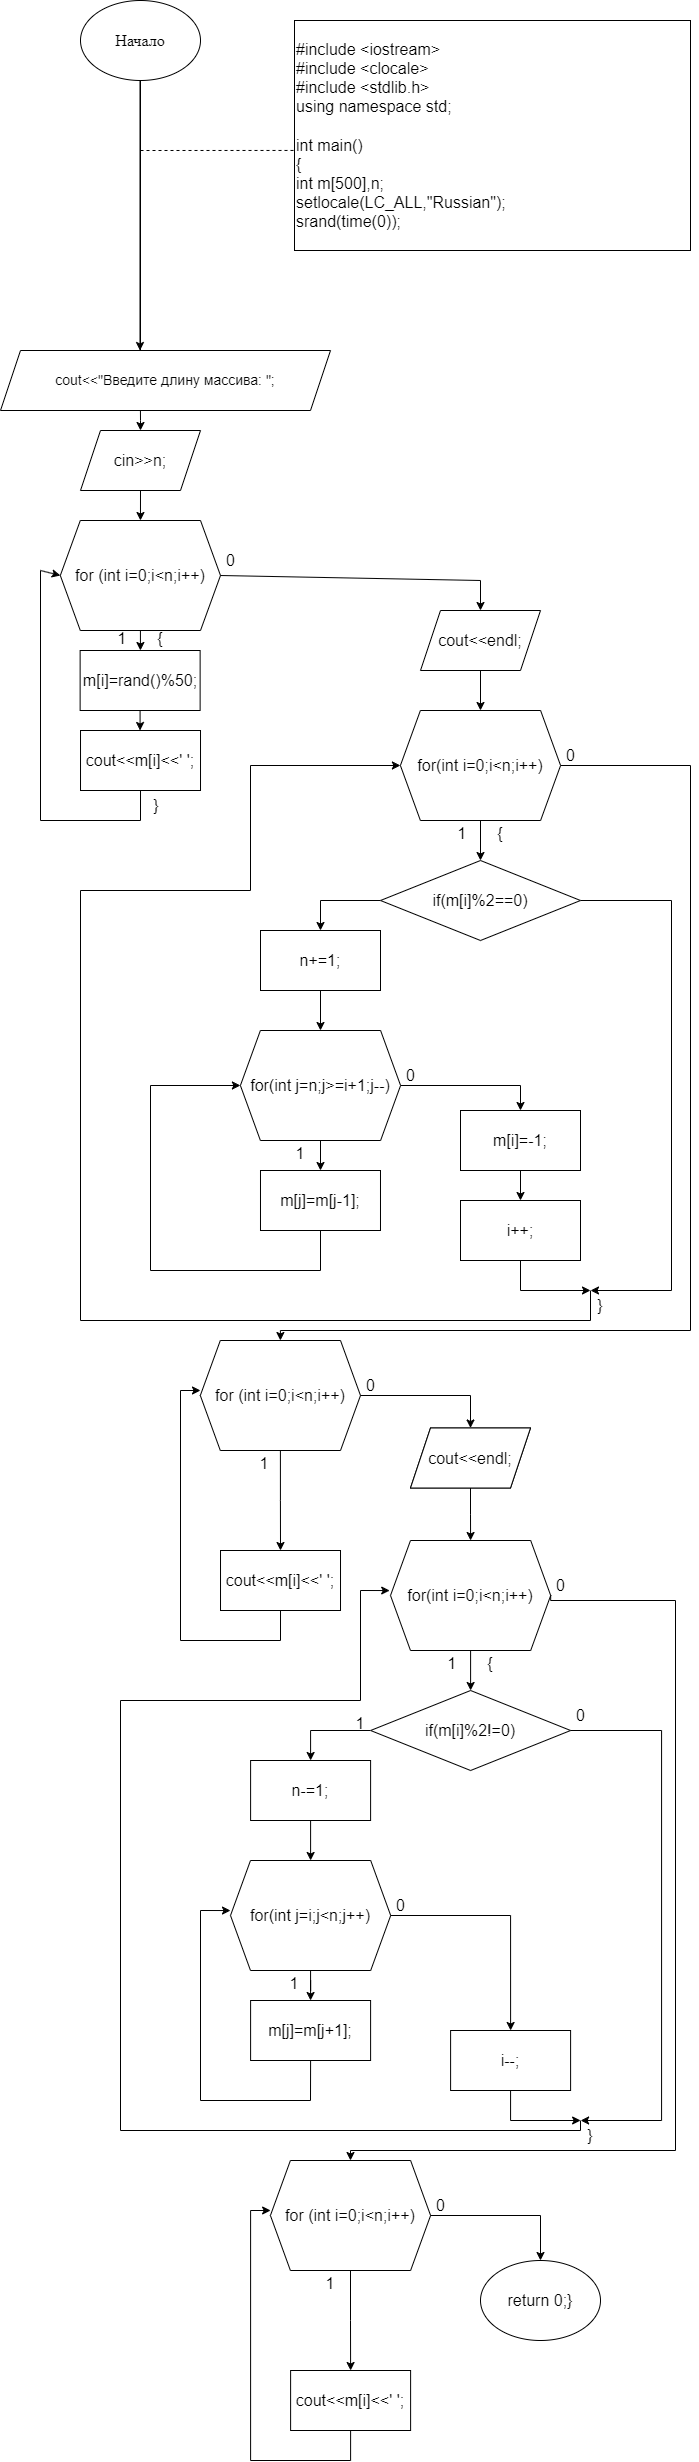 Начало
#include <iostream>
#include <clocale>
#include <stdlib.h>
using namespace std;
int main()
{
int m[500],n;
setlocale(LC_ALL,"Russian");
srand(time(0));
cout<<"Введите длину массива: ";
cin>>n;
for (int i=0;i<n;i++)
0
1 {
m[i]=rand()%50;
cout<<m[i]<<' ';
}
cout<<endl;
for(int i=0;i<n;i++)
0
1 {
if(m[i]%2==0)
n+=1;
for(int j=n;j>=i+1;j--)
0
1
m[j]=m[j-1];
m[i]=-1;
i++;
}
for (int i=0;i<n;i++)
0
1
cout<<m[i]<<' ';
cout<<endl;
for(int i=0;i<n;i++)
0
1 {
if(m[i]%2!=0)
1
0
n-=1;
for(int j=i;j<n;j++)
0
1
m[j]=m[j+1];
i--;
}
for (int i=0;i<n;i++)
0
1
cout<<m[i]<<' ';
return 0;}